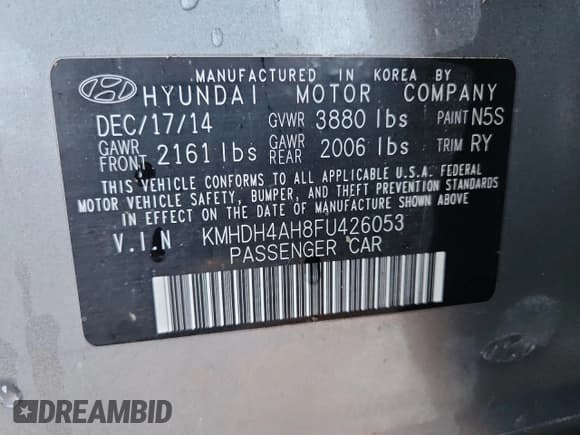 MANUFACTURED IN KOREA BY
HYUNDAI MOTOR COMPANY
DEC/17/14 GVWR 3880 lbs PAINT N5S
GAWR FRONT 2161 lbs GAWR REAR 2006 lbs TRIM RY
THIS VEHICLE CONFORMS TO ALL APPLICABLE U.S.A. FEDERAL
MOTOR VEHICLE SAFETY, BUMPER, AND THEFT PREVENTION STANDARDS
IN EFFECT ON THE DATE OF MANUFACTURE SHOWN ABOVE
V.I.N KMHDH4AH8FU426053
PASSENGER CAR
DREAMBID